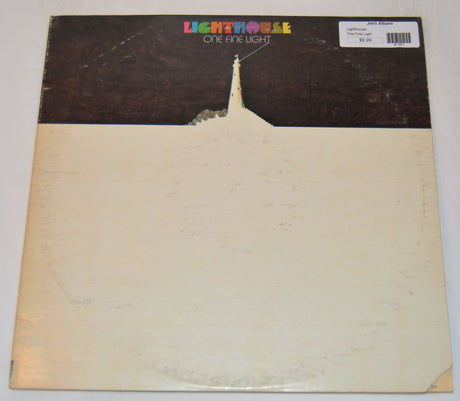 LIGHTHOUSE
ONE FINE LIGHT
Joe's Albums
Lighthouse
One Fine Light
$9.99